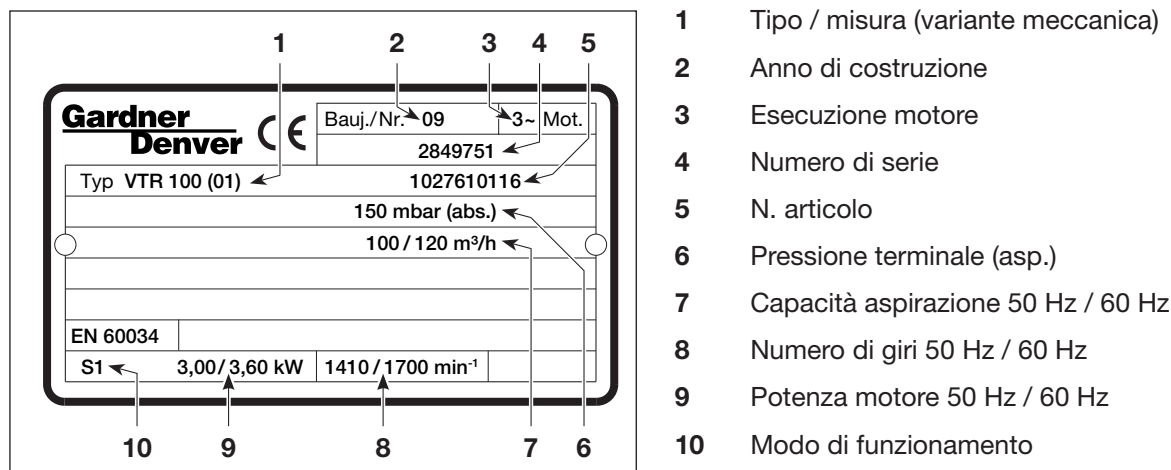 1 2 3 4 5
Gardner
Denver
CE
Bauj./Nr. 09
3~ Mot.
2849751
Typ VTR 100 (01)
1027610116
150 mbar (abs.)
100 / 120 m³/h
EN 60034
S1
3,00 / 3,60 kW
1410 / 1700 min⁻¹
10 9 8 7 6
1 Tipo / misura (variante meccanica)
2 Anno di costruzione
3 Esecuzione motore
4 Numero di serie
5 N. articolo
6 Pressione terminale (asp.)
7 Capacità aspirazione 50 Hz / 60 Hz
8 Numero di giri 50 Hz / 60 Hz
9 Potenza motore 50 Hz / 60 Hz
10 Modo di funzionamento